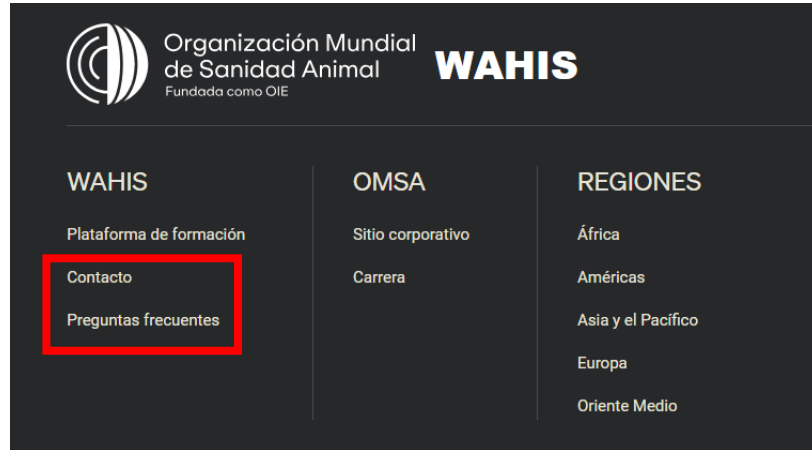 Organización Mundial
de Sanidad Animal
Fundada como OIE
WAHIS
WAHIS
Plataforma de formación
Contacto
Preguntas frecuentes
OMSA
Sitio corporativo
Carrera
REGIONES
África
Américas
Asia y el Pacífico
Europa
Oriente Medio